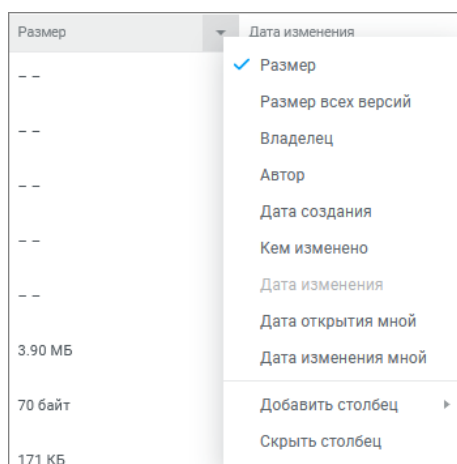 Размер Дата изменения
– –
Размер
Размер всех версий
– –
Владелец
Автор
– –
Дата создания
– –
Кем изменено
Дата изменения
– –
Дата открытия мной
3.90 МБ
Дата изменения мной
70 байт
Добавить столбец
Скрыть столбец
171 КБ